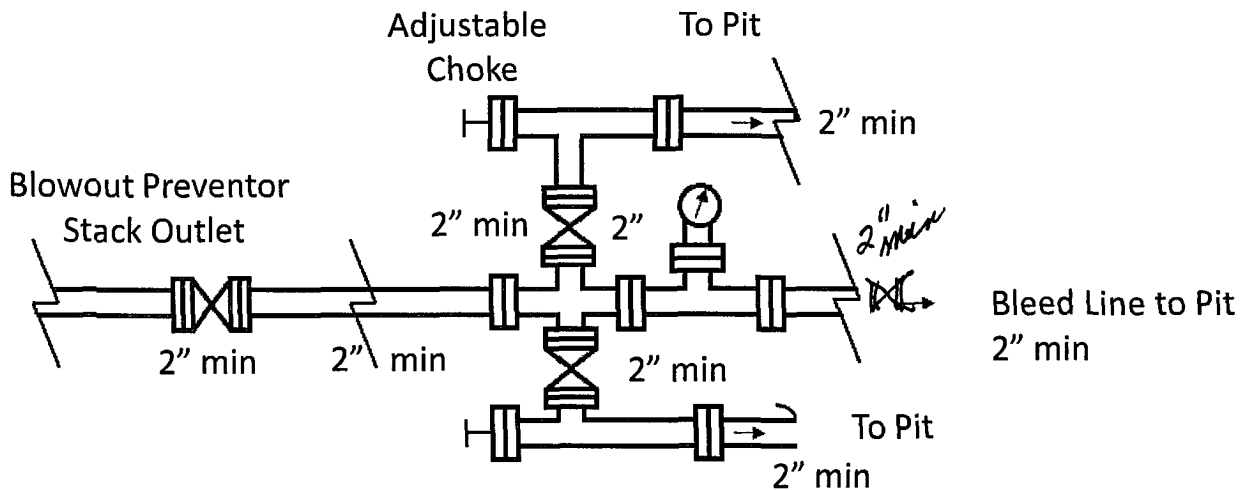 Adjustable
Choke
To Pit
2” min
Blowout Preventor
Stack Outlet
2” min
2”
2" min
2” min
2” min
2” min
Bleed Line to Pit
2” min
To Pit
2” min